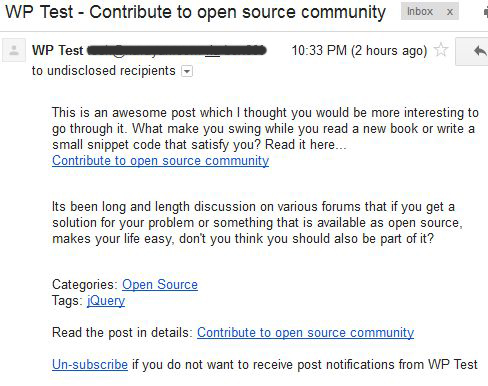 WP Test - Contribute to open source community
Inbox x
WP Test 10:33 PM (2 hours ago)
to undisclosed recipients
This is an awesome post which I thought you would be more interesting to
go through it. What make you swing while you read a new book or write a
small snippet code that satisfy you? Read it here...
Contribute to open source community
Its been long and length discussion on various forums that if you get a
solution for your problem or something that is available as open source,
makes your life easy, don't you think you should also be part of it?
Categories: Open Source
Tags: jQuery
Read the post in details: Contribute to open source community
Un-subscribe if you do not want to receive post notifications from WP Test